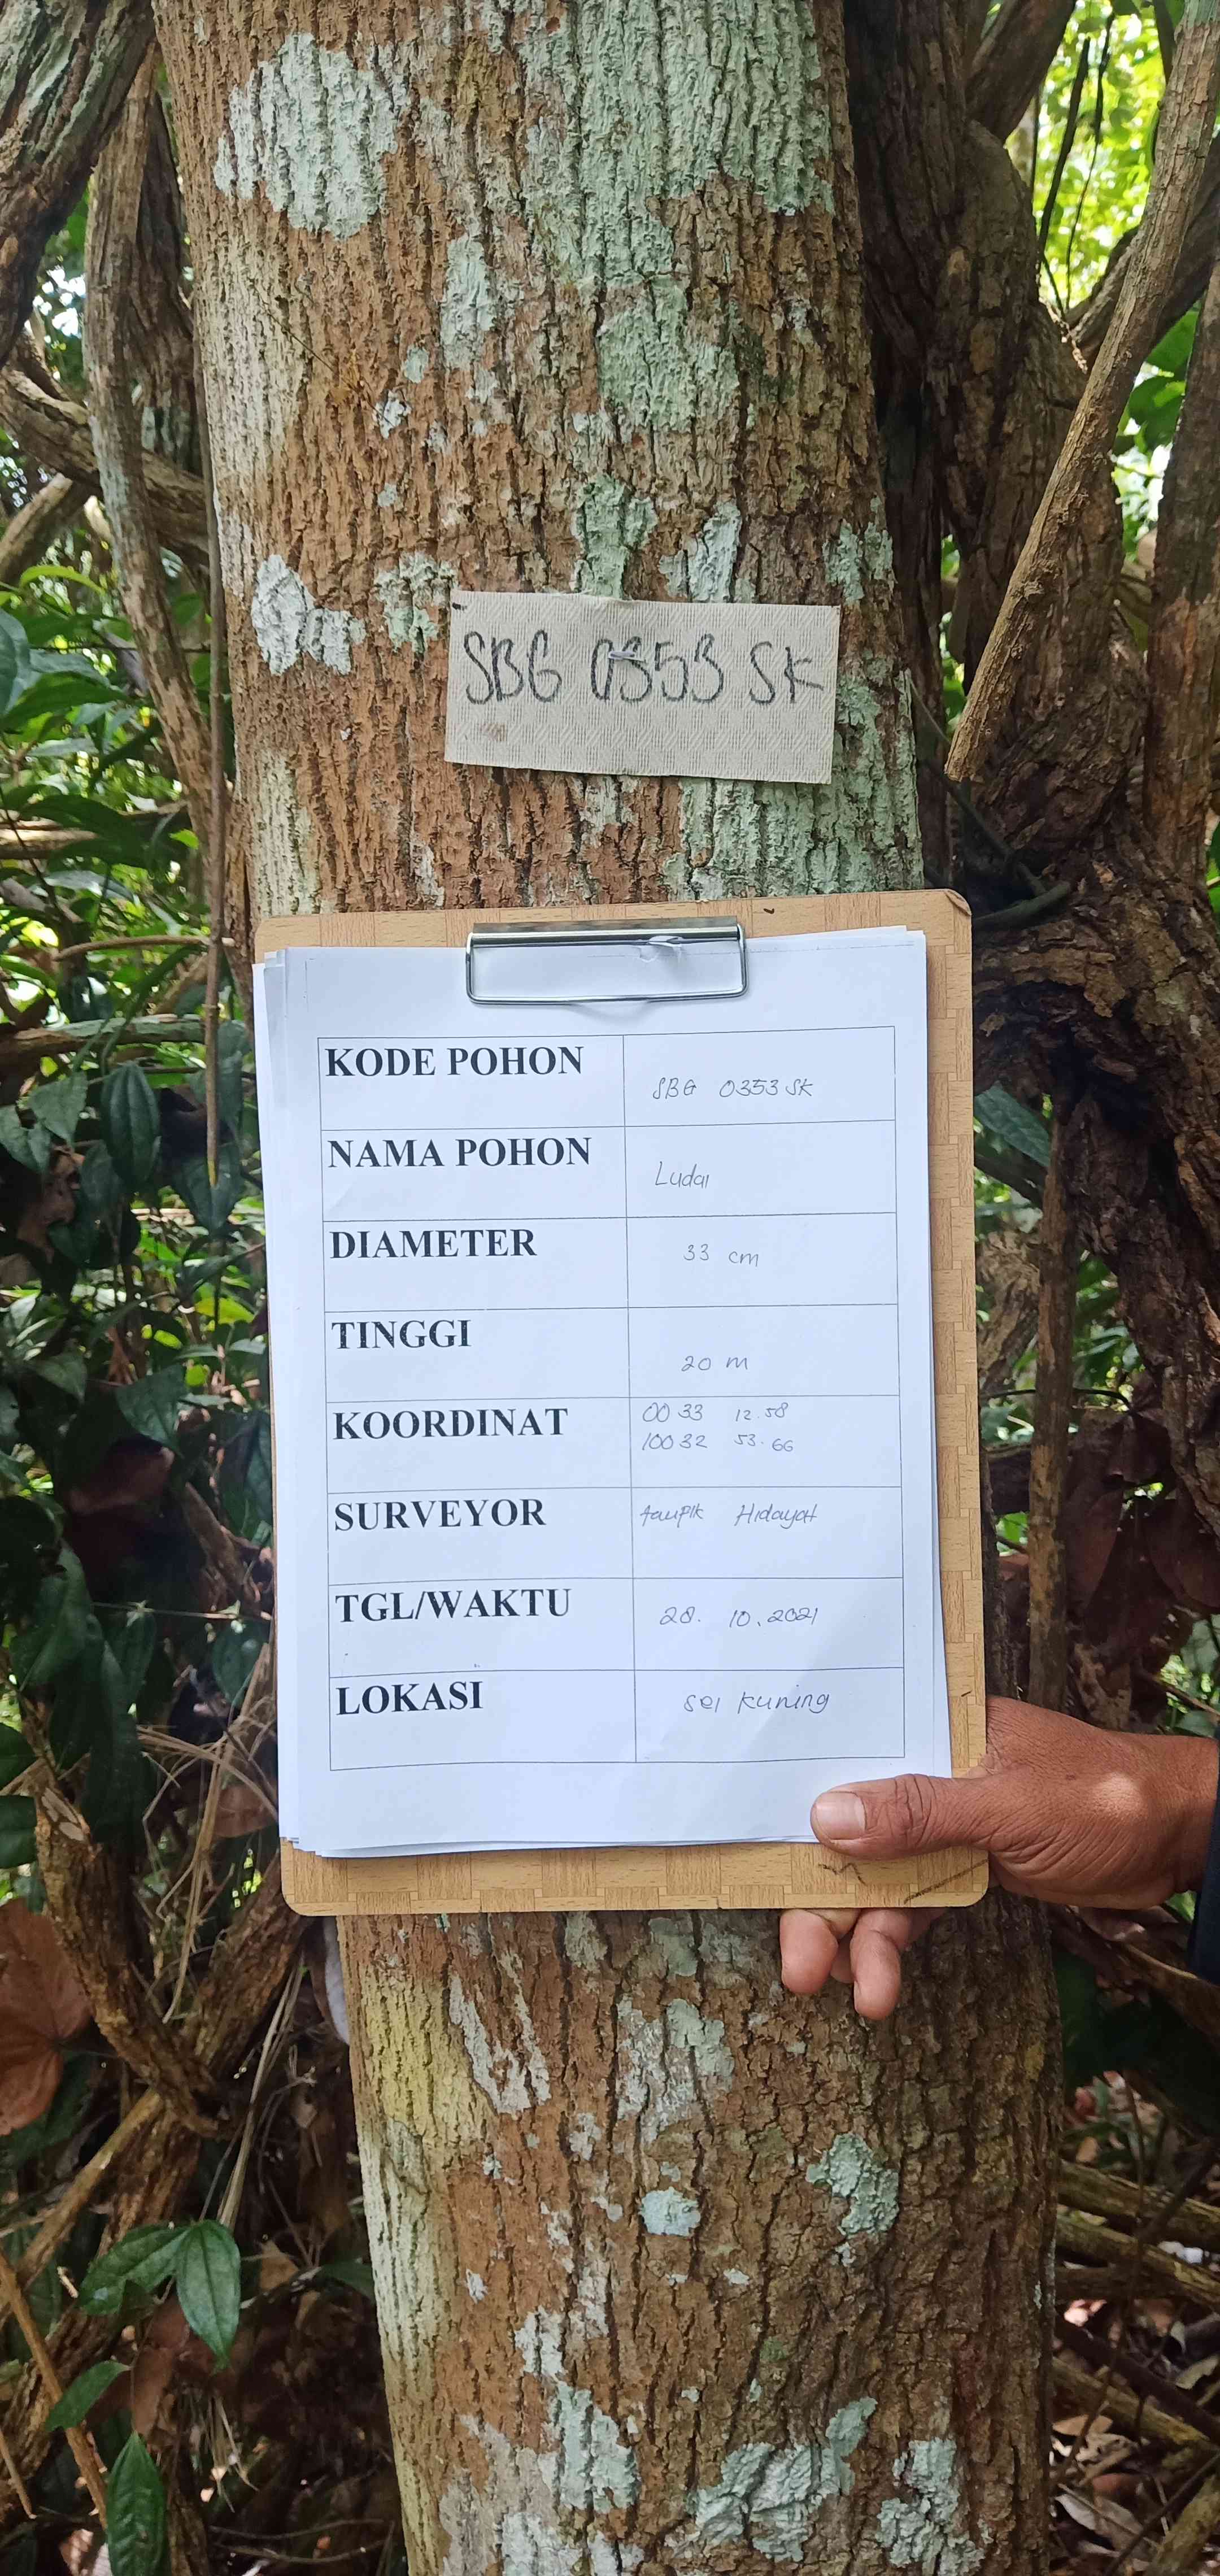 SBG 0353 SK
KODE POHON SBG 0353 SK
NAMA POHON Ludai
DIAMETER 33 cm
TINGGI 20 m
KOORDINAT 00 33 12.58
100 32 53.66
SURVEYOR taupik Hidayat
TGL/WAKTU 28. 10. 2021
LOKASI sei kuning